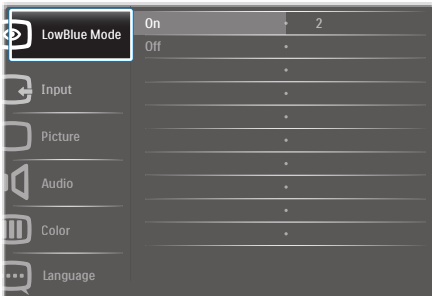 LowBlue Mode
On 2
Off
Input
Picture
Audio
Color
Language